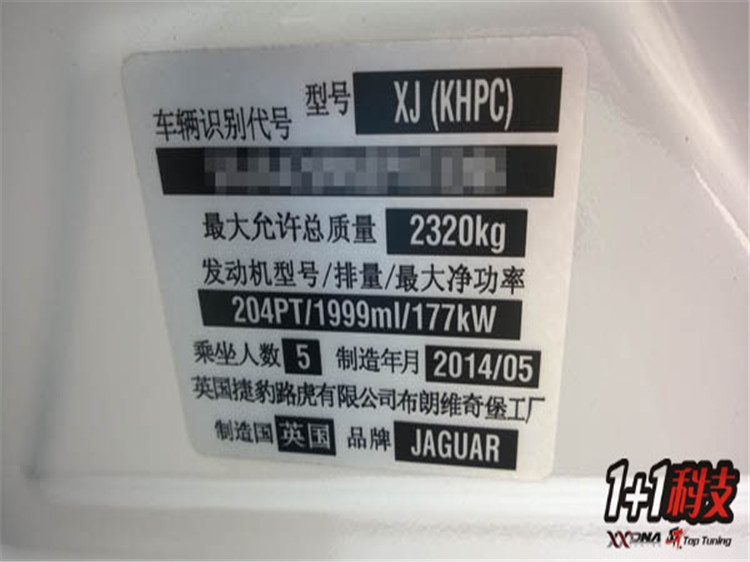 型号 XJ (KHPC)
车辆识别代号
最大允许总质量 2320kg
发动机型号/排量/最大净功率
204PT/1999ml/177kW
乘坐人数 5 制造年月 2014/05
英国捷豹路虎有限公司布朗维奇堡工厂
制造国 英国 品牌 JAGUAR
1+1科技
XXDNA Top Tuning